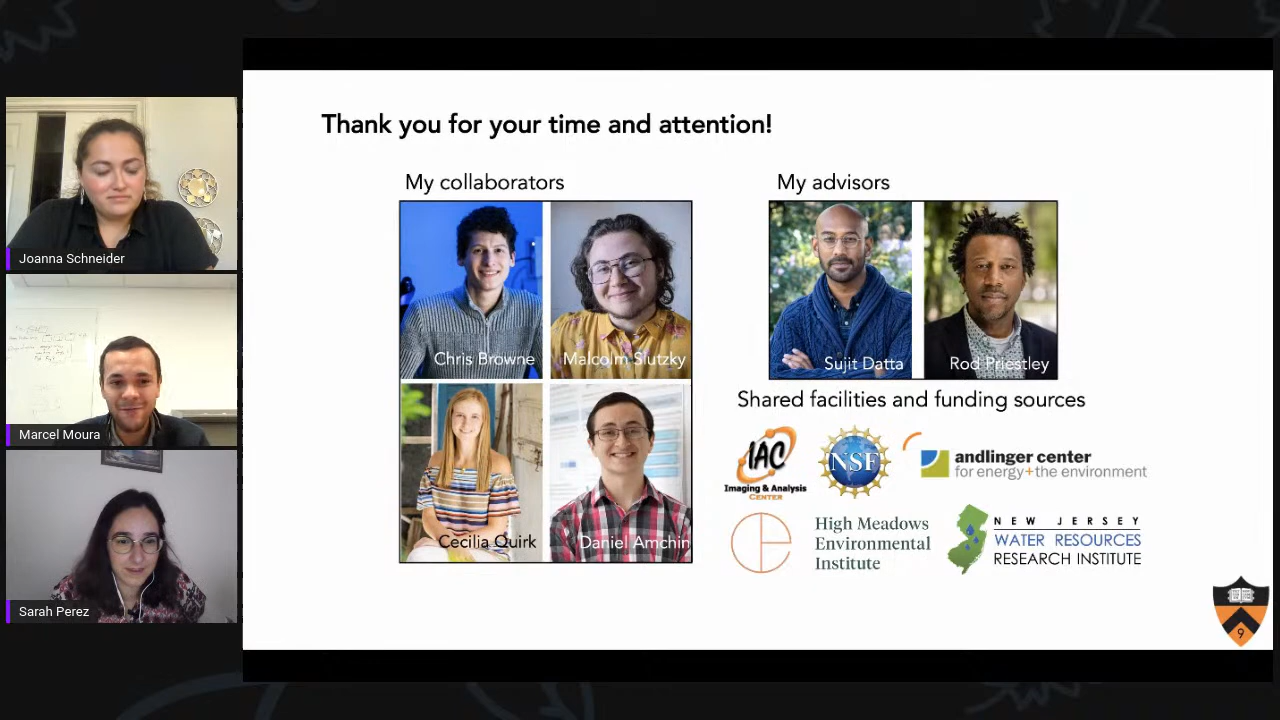 Thank you for your time and attention!
My collaborators
My advisors
Chris Browne
Malcolm Slutzky
Sujit Datta
Rod Priestley
Cecilia Quirk
Daniel Amchin
Shared facilities and funding sources
IAC
Imaging & Analysis
CENTER
NSF
andlinger center
for energy+the environment
High Meadows
Environmental
Institute
NEW JERSEY
WATER RESOURCES
RESEARCH INSTITUTE
9
Joanna Schneider
Marcel Moura
Sarah Perez